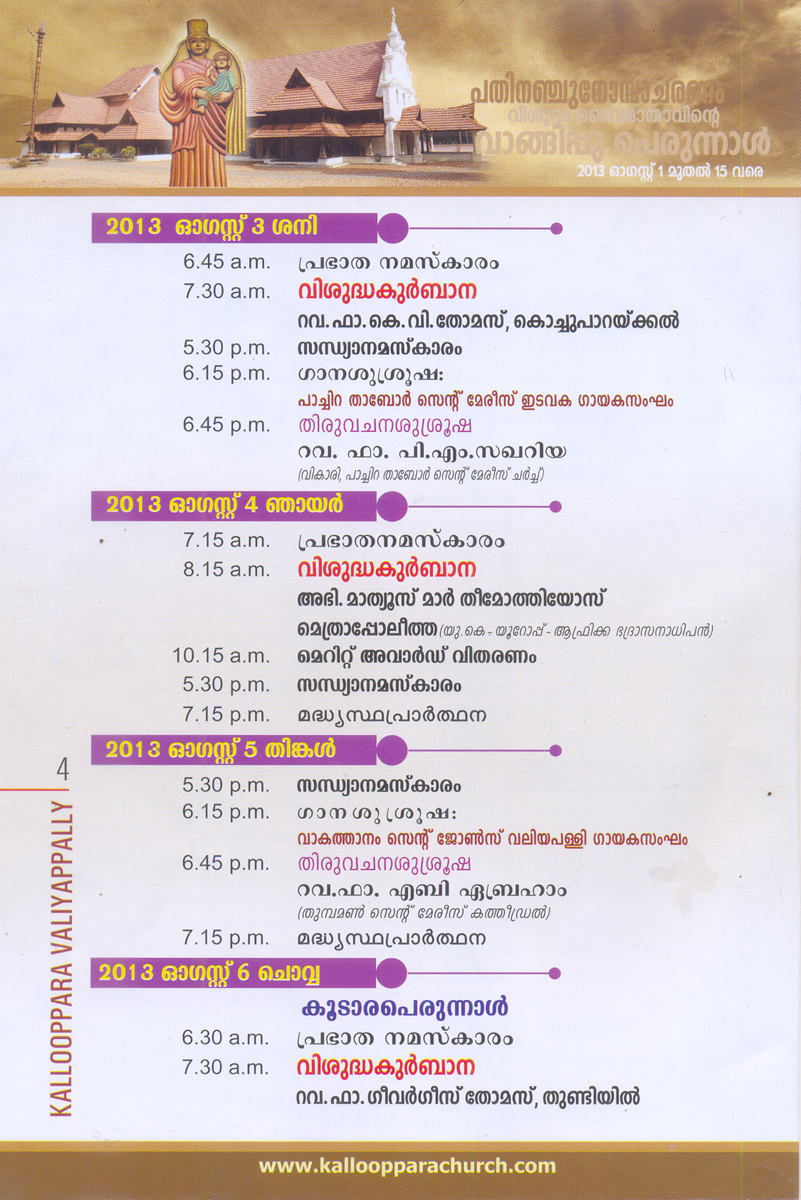 പതിനഞ്ചുനോമ്പാചരണം
വിശുദ്ധ ദൈവമാതാവിന്റെ
വാങ്ങിപ്പു പെരുന്നാൾ
2013 ഓഗസ്റ്റ് 1 മുതൽ 15 വരെ
2013 ഓഗസ്റ്റ് 3 ശനി
6.45 a.m. പ്രഭാത നമസ്കാരം
7.30 a.m. വിശുദ്ധകുർബാന
റവ.ഫാ.കെ.വി.തോമസ്, കൊച്ചുപാറയ്ക്കൽ
5.30 p.m. സന്ധ്യാനമസ്കാരം
6.15 p.m. ഗാനശുശ്രൂഷ:
പാച്ചിറ താബോർ സെന്റ് മേരീസ് ഇടവക ഗായകസംഘം
6.45 p.m. തിരുവചനശുശ്രൂഷ
റവ. ഫാ. പി.എം.സഖറിയ
(വികാരി, പാച്ചിറ താബോർ സെന്റ് മേരീസ് ചർച്ച്)
2013 ഓഗസ്റ്റ് 4 ഞായർ
7.15 a.m. പ്രഭാതനമസ്കാരം
8.15 a.m. വിശുദ്ധകുർബാന
അഭി. മാത്യൂസ് മാർ തീമോത്തിയോസ്
മെത്രാപ്പോലീത്ത (യു.കെ - യൂറോപ്പ് - ആഫ്രിക്ക ഭദ്രാസനാധിപൻ)
10.15 a.m. മെറിറ്റ് അവാർഡ് വിതരണം
5.30 p.m. സന്ധ്യാനമസ്കാരം
7.15 p.m. മദ്ധ്യസ്ഥപ്രാർത്ഥന
2013 ഓഗസ്റ്റ് 5 തിങ്കൾ
5.30 p.m. സന്ധ്യാനമസ്കാരം
6.15 p.m. ഗാനശുശ്രൂഷ:
വാകത്താനം സെന്റ് ജോൺസ് വലിയപള്ളി ഗായകസംഘം
6.45 p.m. തിരുവചനശുശ്രൂഷ
റവ.ഫാ. എബി ഏബ്രഹാം
(തുമ്പമൺ സെന്റ് മേരീസ് കത്തീഡ്രൽ)
7.15 p.m. മദ്ധ്യസ്ഥപ്രാർത്ഥന
2013 ഓഗസ്റ്റ് 6 ചൊവ്വ
കൂടാരപെരുന്നാൾ
6.30 a.m. പ്രഭാത നമസ്കാരം
7.30 a.m. വിശുദ്ധകുർബാന
റവ.ഫാ.ഗീവർഗീസ് തോമസ്, തുണ്ടിയിൽ
4
KALLOOPPARA VALIYAPPALLY
www.kallooppparachurch.com